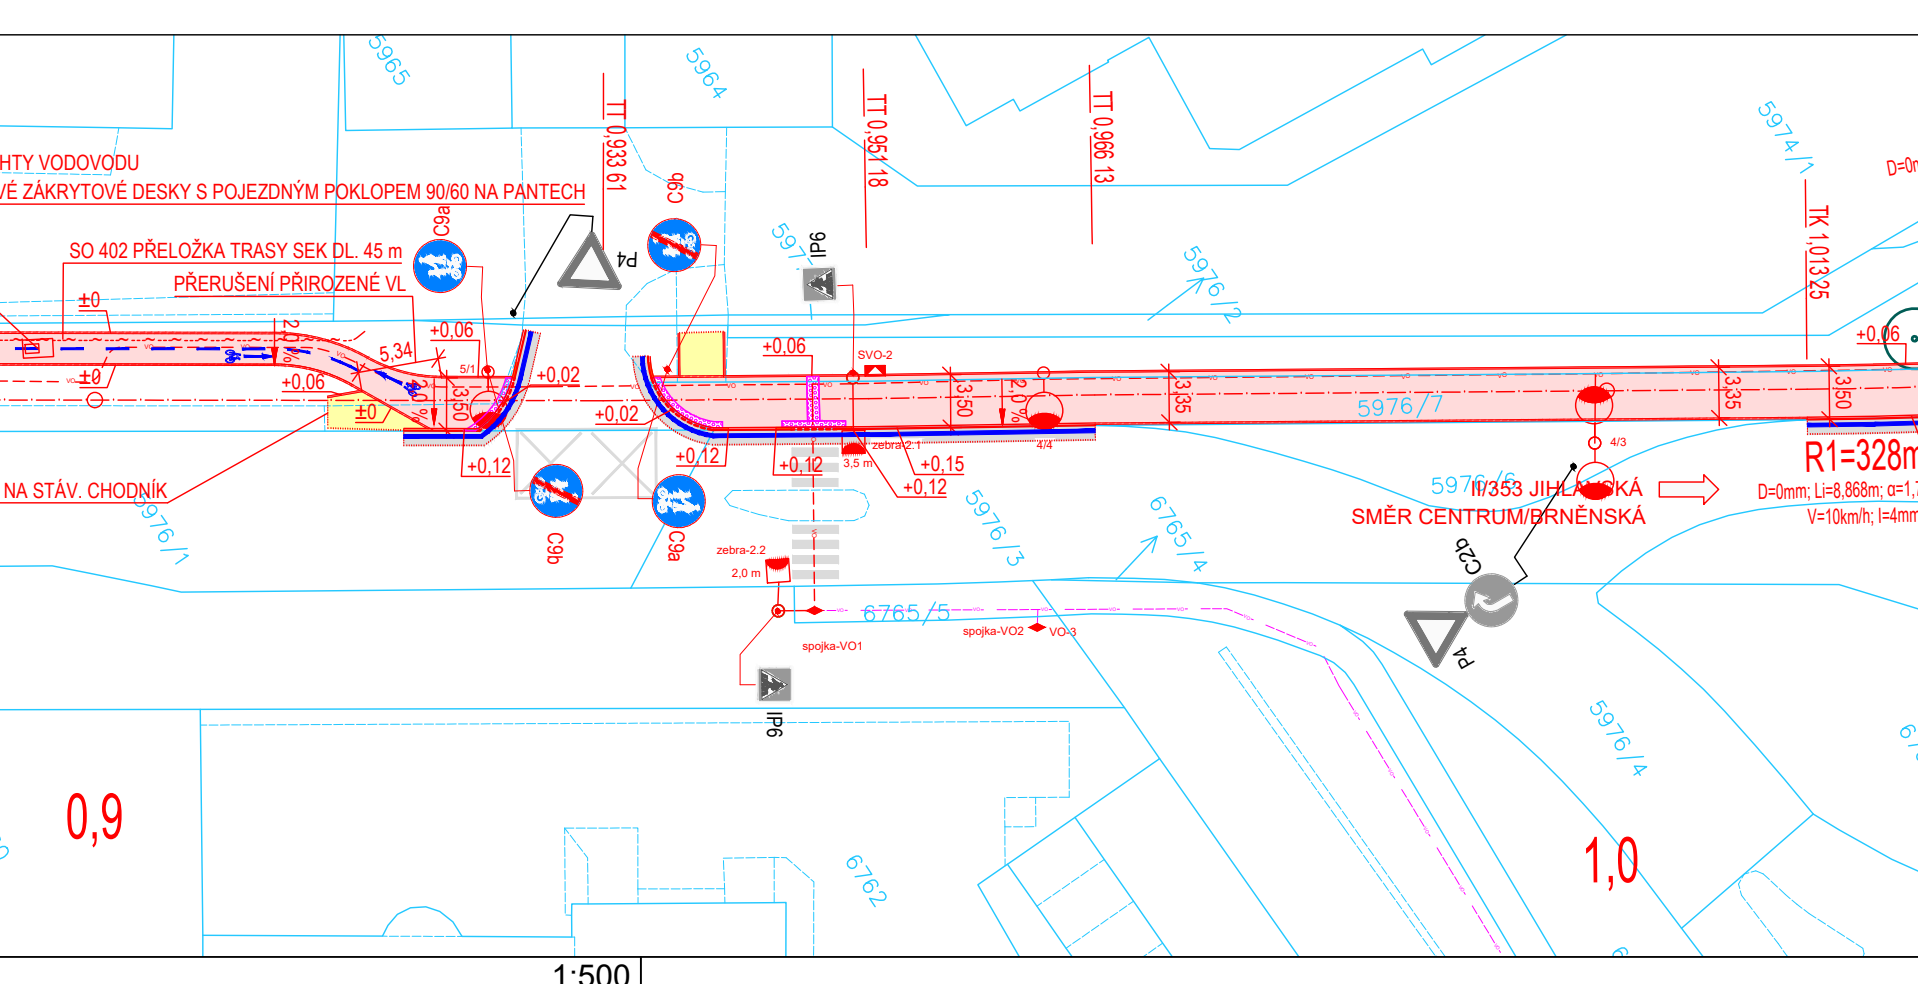 5965
5964
TT 0,933 61
TT 0,951 18
TT 0,966 13
5974/1
TK 1,013 25
HTY VODOVODU
VÉ ZÁKRYTOVÉ DESKY S POJEZDNÝM POKLOPEM 90/60 NA PANTECH
C9a
C9b
P4
IP6
5976/2
SO 402 PŘELOŽKA TRASY SEK DL. 45 m
PŘERUŠENÍ PŘIROZENÉ VL
±0
2,0 %
5,34
+0,06
5/1
+0,02
+0,06
SVO-2
+0,06
±0
+0,06
±0
2,0 %
3,50
+0,02
3,50
2,0 %
3,35
5976/7
3,35
3,50
+0,12
+0,12
+0,12
3,5 m
zebra-2.1
+0,15
+0,12
4/4
4/3
R1=328m
NA STÁV. CHODNÍK
5976/1
C9b
C9a
5976/3
6765/4
5976/6
II/353 JIHLAVSKÁ
SMĚR CENTRUM/BRNĚNSKÁ
D=0mm; Li=8,868m; α=1,
V=10km/h; I=4mm
zebra-2.2
2,0 m
C2b
P4
6765/5
spojka-VO1
spojka-VO2
VO-3
IP6
5976/4
0,9
6762
1,0
1:500